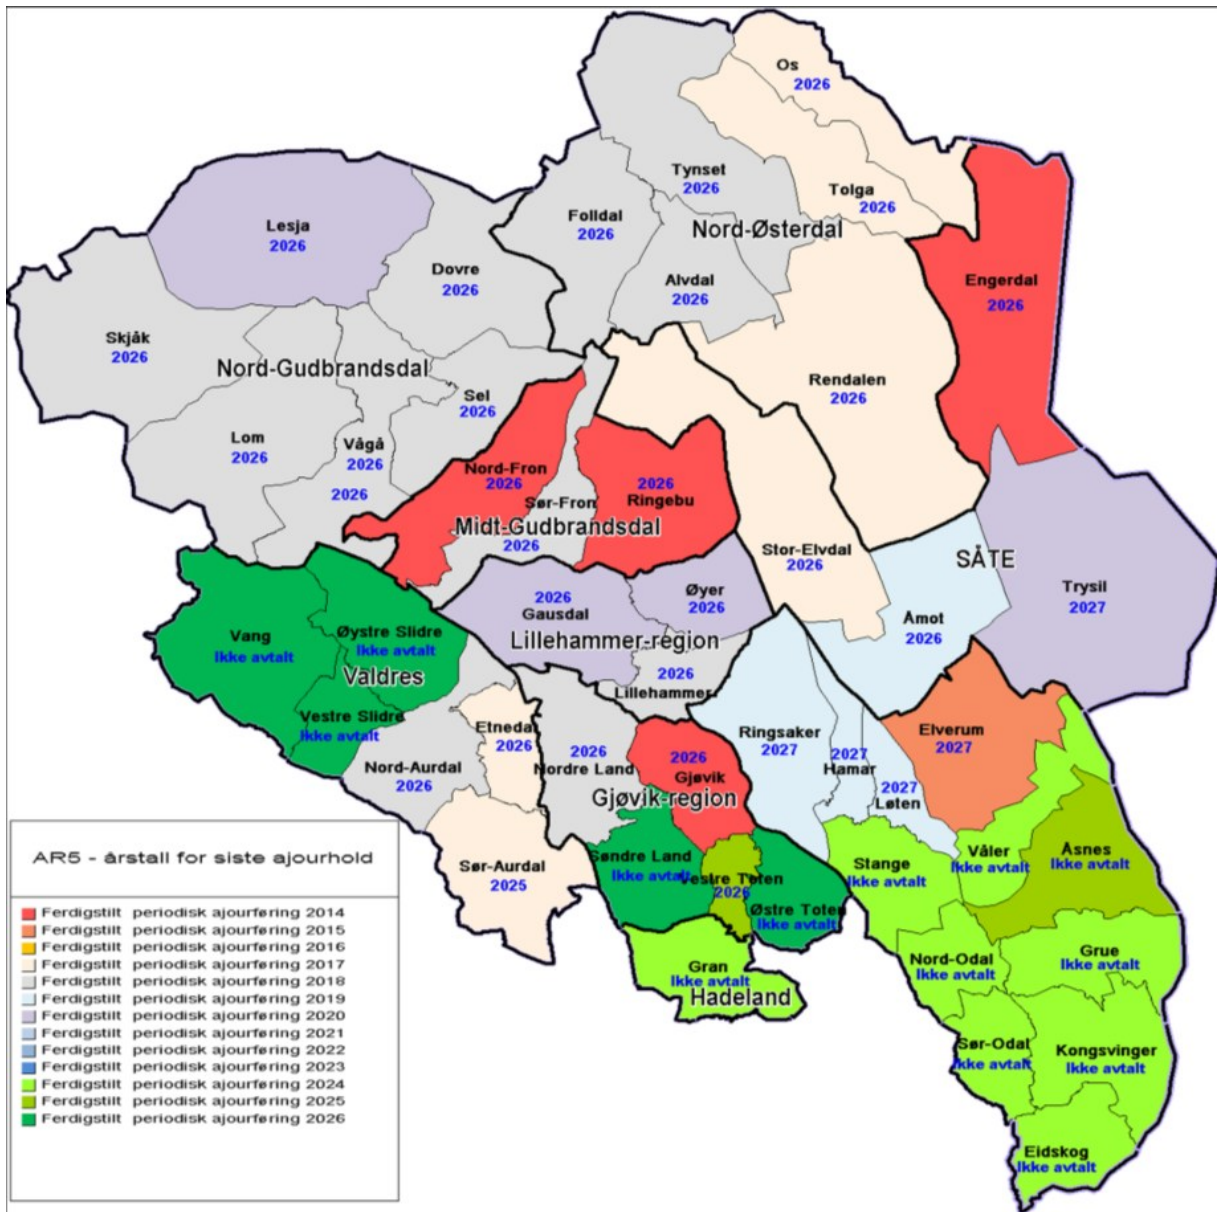 Os
2026
Tynset
2026
Tolga
2026
Folldal
2026
Nord-Østerdal
Lesja
2026
Dovre
2026
Alvdal
2026
Engerdal
2026
Skjåk
2026
Nord-Gudbrandsdal
Rendalen
2026
Sel
2026
Lom
2026
Vågå
2026
2026
Nord-Fron
2026
2026
Ringebu
Sør-Fron
Midt-Gudbrandsdal
2026
Stor-Elvdal
2026
SÅTE
Trysil
2027
Øyer
2026
2026
Gausdal
Åmot
2026
Lillehammer-region
Vang
Ikke avtalt
Øystre Slidre
Ikke avtalt
Valdres
2026
Lillehammer
Vestre Slidre
Ikke avtalt
Etnedal
2026
Ringsaker
2027
2027
Hamar
Elverum
2027
2026
Nordre Land
2026
Gjøvik
Nord-Aurdal
2026
2027
Løten
Gjøvik-region
Sør-Aurdal
2025
Søndre Land
Ikke avtalt
Vestre Toten
2026
Østre Toten
Ikke avtalt
Stange
Ikke avtalt
Våler
Ikke avtalt
Åsnes
Ikke avtalt
Gran
Ikke avtalt
Hadeland
Nord-Odal
Ikke avtalt
Grue
Ikke avtalt
Sør-Odal
Ikke avtalt
Kongsvinger
Ikke avtalt
Eidskog
Ikke avtalt
AR5 - årstall for siste ajourhold
Ferdigstilt periodisk ajourføring 2014
Ferdigstilt periodisk ajourføring 2015
Ferdigstilt periodisk ajourføring 2016
Ferdigstilt periodisk ajourføring 2017
Ferdigstilt periodisk ajourføring 2018
Ferdigstilt periodisk ajourføring 2019
Ferdigstilt periodisk ajourføring 2020
Ferdigstilt periodisk ajourføring 2021
Ferdigstilt periodisk ajourføring 2022
Ferdigstilt periodisk ajourføring 2023
Ferdigstilt periodisk ajourføring 2024
Ferdigstilt periodisk ajourføring 2025
Ferdigstilt periodisk ajourføring 2026